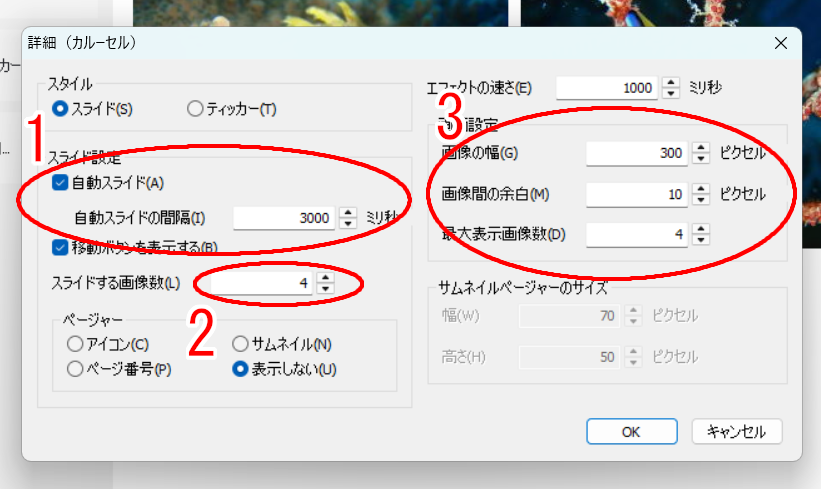 カー
詳細（カルーセル）
スタイル
スライド(S)
ティッカー(T)
1
スライド設定
自動スライド(A)
自動スライドの間隔(I) 3000 ミリ秒
移動ボタンを表示する(B)
スライドする画像数(L) 4
2
ページャー
アイコン(C)
サムネイル(N)
ページ番号(P)
表示しない(U)
エフェクトの速さ(E) 1000 ミリ秒
3
設定
画像の幅(G) 300 ピクセル
画像間の余白(M) 10 ピクセル
最大表示画像数(D) 4
サムネイルページャーのサイズ
幅(W) 70 ピクセル
高さ(H) 50 ピクセル
OK
キャンセル